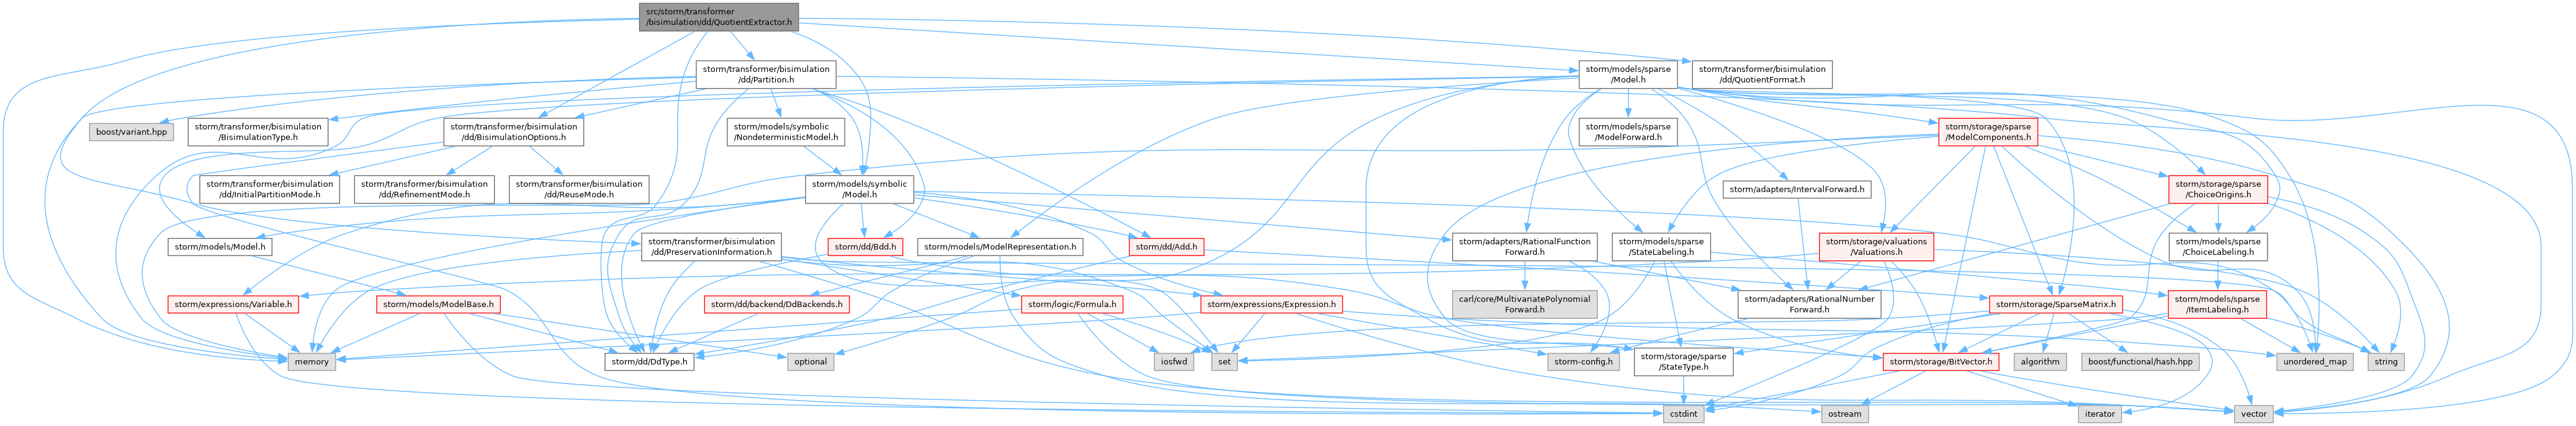 src/storm/transformer
/bisimulation/dd/QuotientExtractor.h
storm/transformer/bisimulation
/dd/Partition.h
storm/models/sparse
/Model.h
storm/transformer/bisimulation
/dd/QuotientFormat.h
boost/variant.hpp
storm/transformer/bisimulation
/BisimulationType.h
storm/transformer/bisimulation
/dd/BisimulationOptions.h
storm/models/symbolic
/NondeterministicModel.h
storm/models/sparse
/ModelForward.h
storm/storage/sparse
/ModelComponents.h
storm/transformer/bisimulation
/dd/InitialPartitionMode.h
storm/transformer/bisimulation
/dd/RefinementMode.h
storm/transformer/bisimulation
/dd/ReuseMode.h
storm/models/symbolic
/Model.h
storm/adapters/IntervalForward.h
storm/storage/sparse
/ChoiceOrigins.h
storm/models/Model.h
storm/transformer/bisimulation
/dd/PreservationInformation.h
storm/dd/Bdd.h
storm/models/ModelRepresentation.h
storm/dd/Add.h
storm/adapters/RationalFunction
Forward.h
storm/models/sparse
/StateLabeling.h
storm/storage/valuations
/Valuations.h
storm/models/sparse
/ChoiceLabeling.h
storm/expressions/Variable.h
storm/models/ModelBase.h
storm/dd/backend/DdBackends.h
storm/logic/Formula.h
storm/expressions/Expression.h
carl/core/MultivariatePolynomial
Forward.h
storm/adapters/RationalNumber
Forward.h
storm/storage/SparseMatrix.h
storm/models/sparse
/ItemLabeling.h
memory
storm/dd/DdType.h
optional
iosfwd
set
storm-config.h
storm/storage/sparse
/StateType.h
storm/storage/BitVector.h
algorithm
boost/functional/hash.hpp
unordered_map
string
cstdint
ostream
iterator
vector